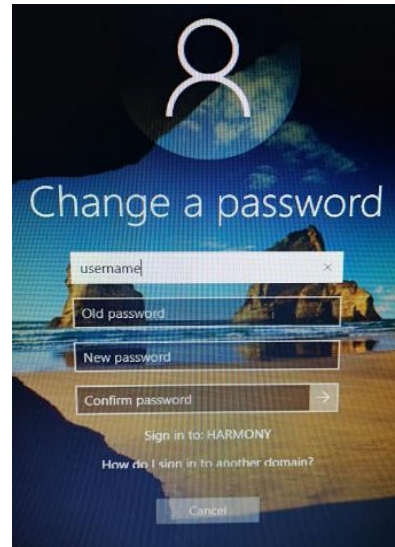 Change a password
username
Old password
New password
Confirm password
Sign in to: HARMONY
How do I sign in to another domain?
Cancel